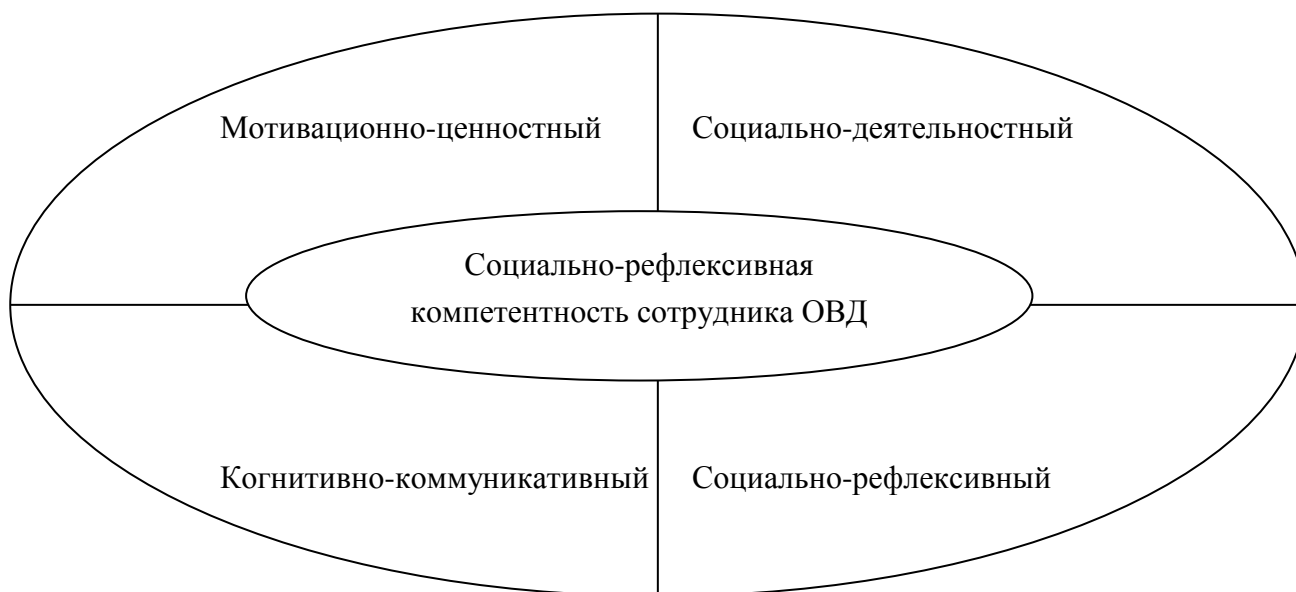 Мотивационно-ценностный
Социально-деятельностный
Социально-рефлексивная
компетентность сотрудника ОВД
Когнитивно-коммуникативный
Социально-рефлексивный